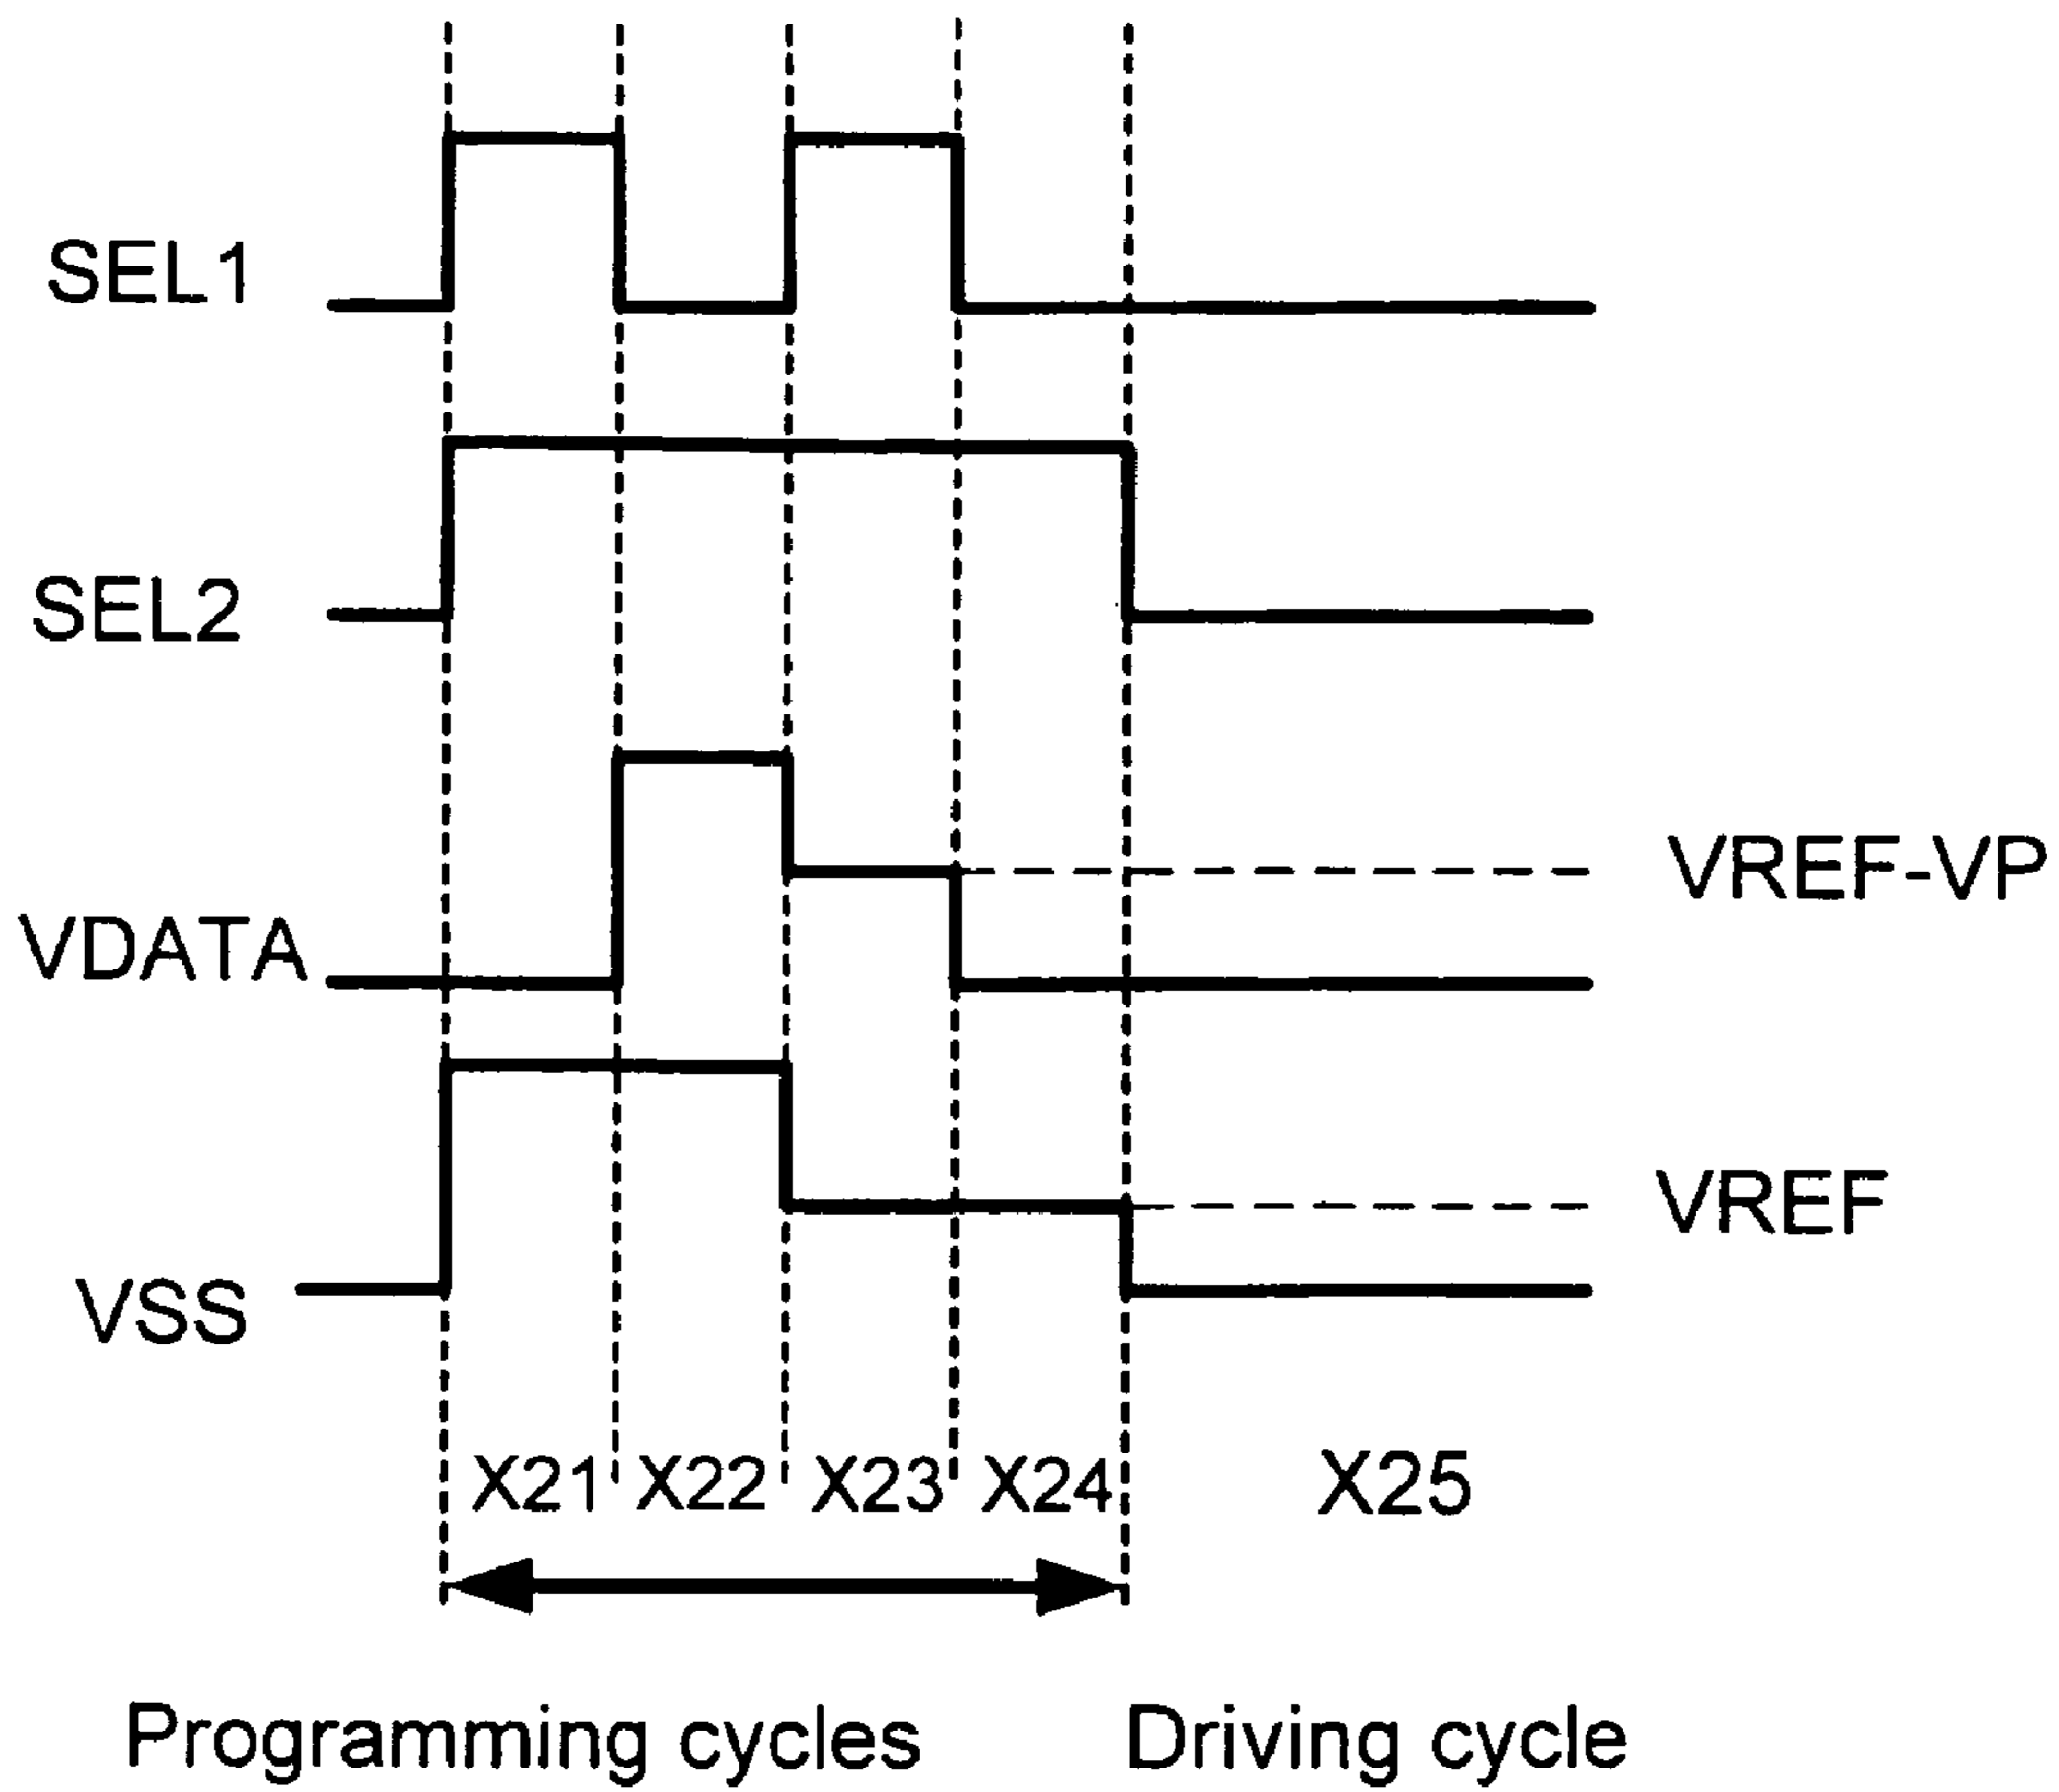 SEL1
SEL2
VREF-VP
VDATA
VREF
VSS
X21 X22 X23 X24 X25
Programming cycles Driving cycle